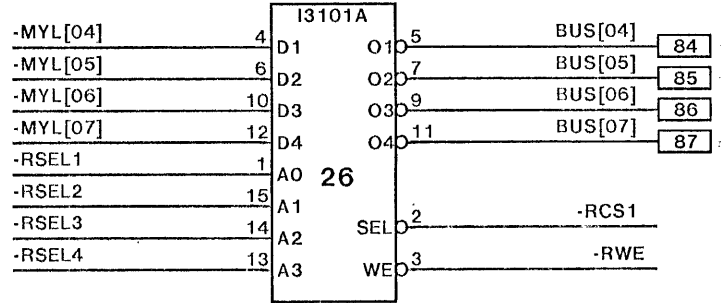 I3101A
-MYL[04] 4 D1 O1 5 BUS[04] 84
-MYL[05] 6 D2 O2 7 BUS[05] 85
-MYL[06] 10 D3 O3 9 BUS[06] 86
-MYL[07] 12 D4 O4 11 BUS[07] 87
-RSEL1 1 A0 26
-RSEL2 15 A1
-RSEL3 14 A2 SEL 2 -RCS1
-RSEL4 13 A3 WE 3 -RWE